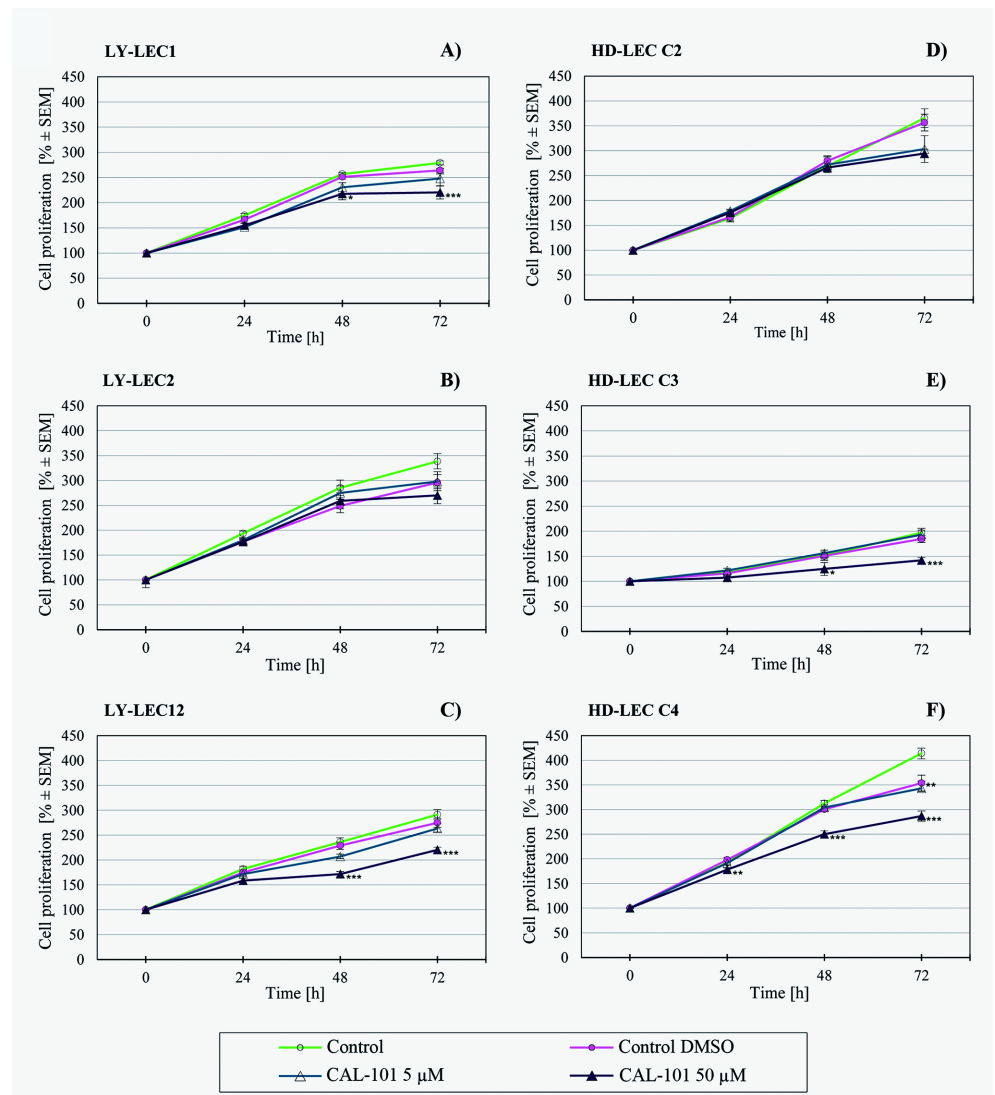 LY-LEC1 A)
450
400
350
300
250
200
150
100
50
0
Cell proliferation [% ± SEM]
*
***
0 24 48 72
Time [h]
HD-LEC C2 D)
450
400
350
300
250
200
150
100
50
0
Cell proliferation [% ± SEM]
0 24 48 72
Time [h]
LY-LEC2 B)
450
400
350
300
250
200
150
100
50
0
Cell proliferation [% ± SEM]
0 24 48 72
Time [h]
HD-LEC C3 E)
450
400
350
300
250
200
150
100
50
0
Cell proliferation [% ± SEM]
*
***
0 24 48 72
Time [h]
LY-LEC12 C)
450
400
350
300
250
200
150
100
50
0
Cell proliferation [% ± SEM]
***
***
0 24 48 72
Time [h]
HD-LEC C4 F)
450
400
350
300
250
200
150
100
50
0
Cell proliferation [% ± SEM]
**
***
**
***
0 24 48 72
Time [h]
Control Control DMSO
CAL-101 5 µM CAL-101 50 µM